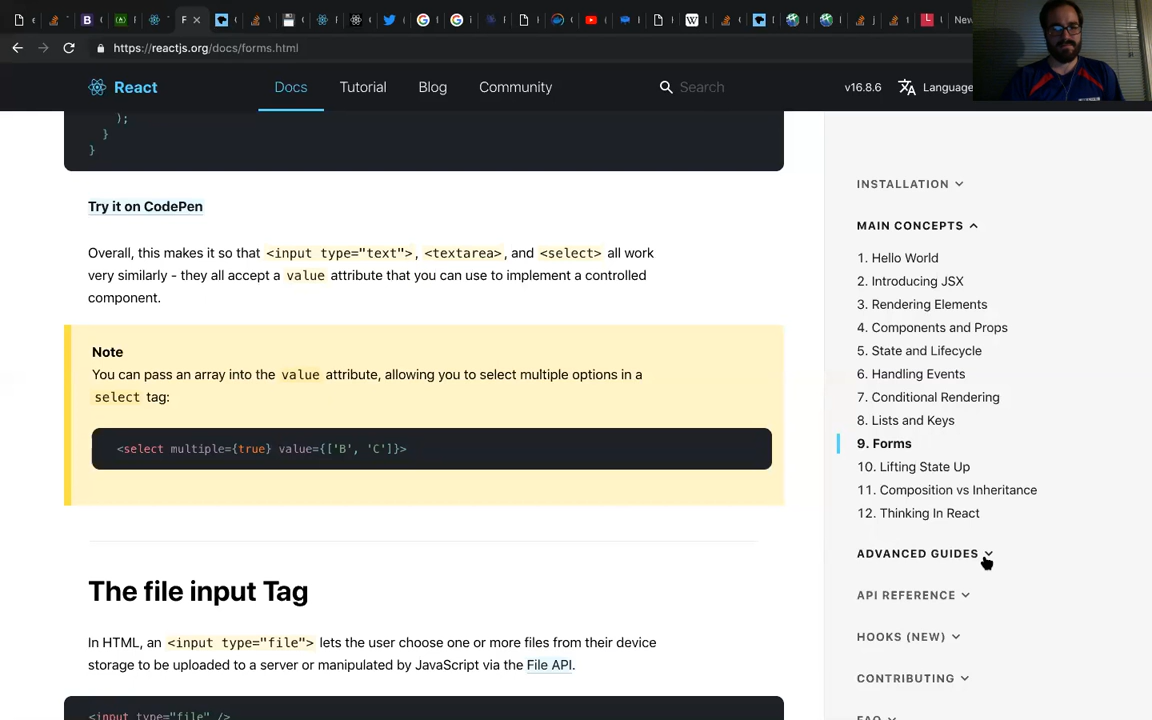 https://reactjs.org/docs/forms.html
React
Docs
Tutorial
Blog
Community
Search
v16.8.6
Language
);
}
}
Try it on CodePen
Overall, this makes it so that <input type="text">, <textarea>, and <select> all work
very similarly - they all accept a value attribute that you can use to implement a controlled
component.
Note
You can pass an array into the value attribute, allowing you to select multiple options in a
select tag:
<select multiple={true} value={['B', 'C']}>
The file input Tag
In HTML, an <input type="file"> lets the user choose one or more files from their device
storage to be uploaded to a server or manipulated by JavaScript via the File API.
<input type="file" />
INSTALLATION
MAIN CONCEPTS
1. Hello World
2. Introducing JSX
3. Rendering Elements
4. Components and Props
5. State and Lifecycle
6. Handling Events
7. Conditional Rendering
8. Lists and Keys
9. Forms
10. Lifting State Up
11. Composition vs Inheritance
12. Thinking In React
ADVANCED GUIDES
API REFERENCE
HOOKS (NEW)
CONTRIBUTING
FAQ